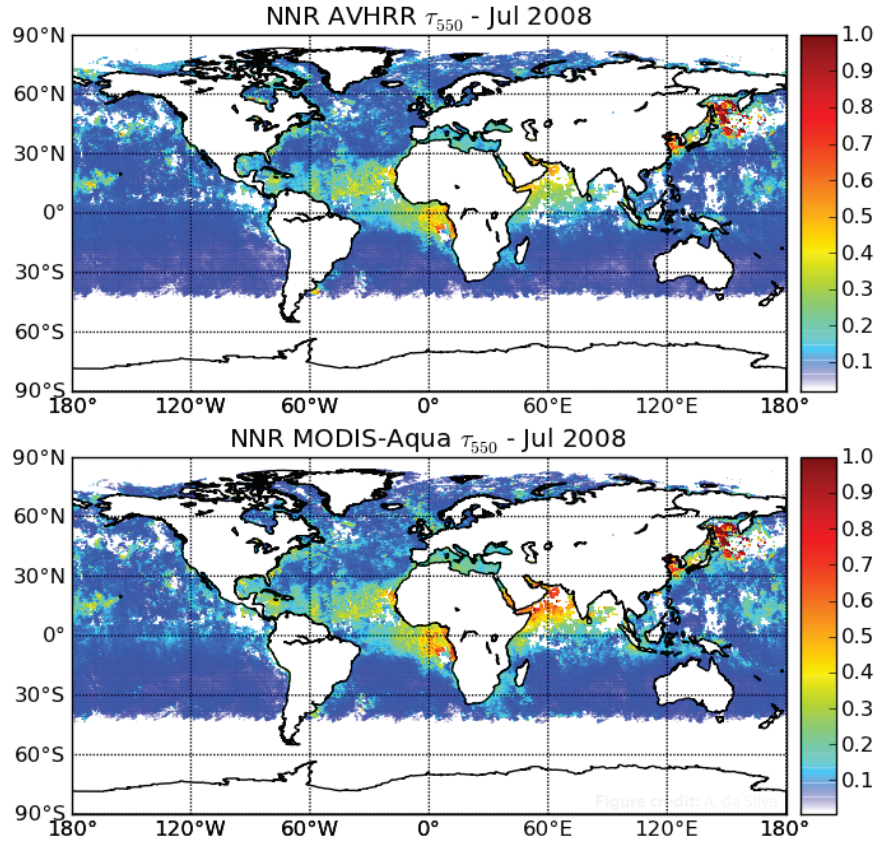 NNR AVHRR τ550 - Jul 2008
90°N
60°N
30°N
0°
30°S
60°S
90°S
180°
120°W
60°W
0°
60°E
120°E
180°
1.0
0.9
0.8
0.7
0.6
0.5
0.4
0.3
0.2
0.1
NNR MODIS-Aqua τ550 - Jul 2008
90°N
60°N
30°N
0°
30°S
60°S
90°S
180°
120°W
60°W
0°
60°E
120°E
180°
1.0
0.9
0.8
0.7
0.6
0.5
0.4
0.3
0.2
0.1
Figure credit: A. da Silva